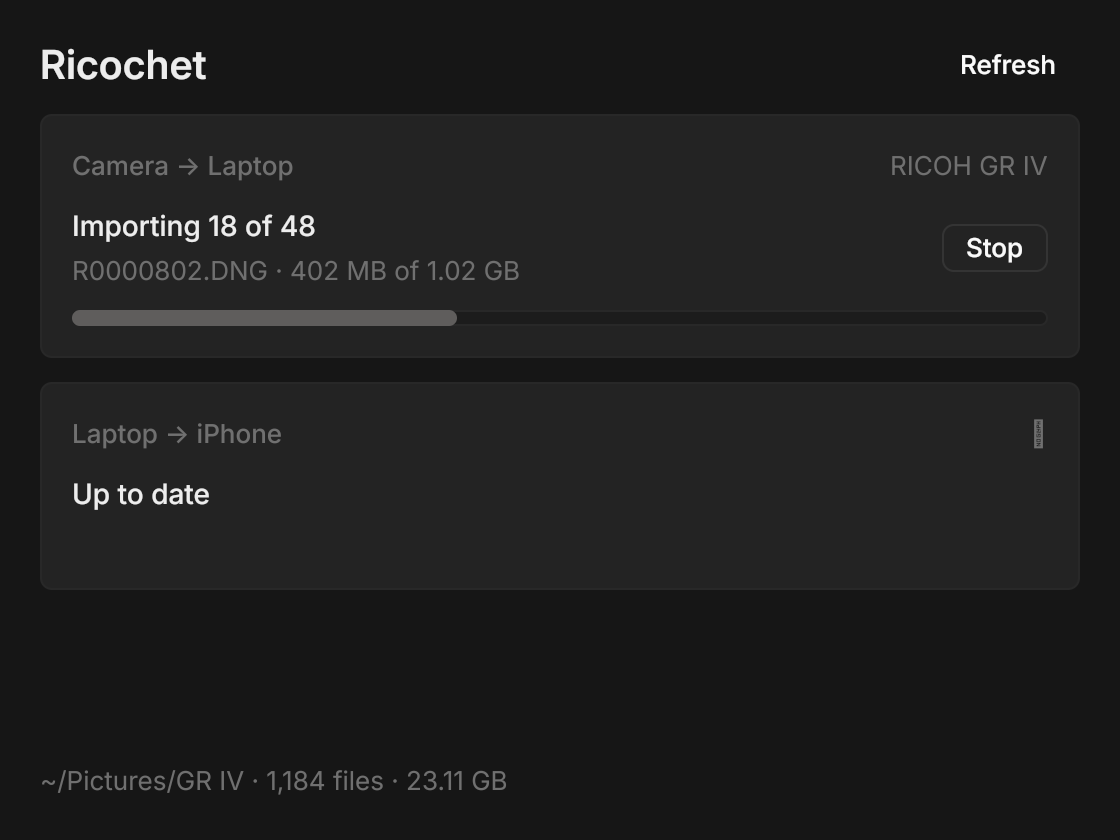 Ricochet
Refresh
Camera → Laptop
RICOH GR IV
Importing 18 of 48
R0000802.DNG · 402 MB of 1.02 GB
Stop
Laptop → iPhone
Up to date
~/Pictures/GR IV · 1,184 files · 23.11 GB